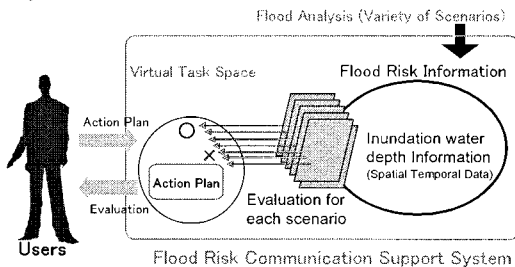 Flood Analysis (Variety of Scenarios)
Virtual Task Space
Flood Risk Information
Action Plan
Inundation water
depth Information
(Spatial Temporal Data)
Action Plan
Evaluation
Evaluation for
each scenario
Users
Flood Risk Communication Support System